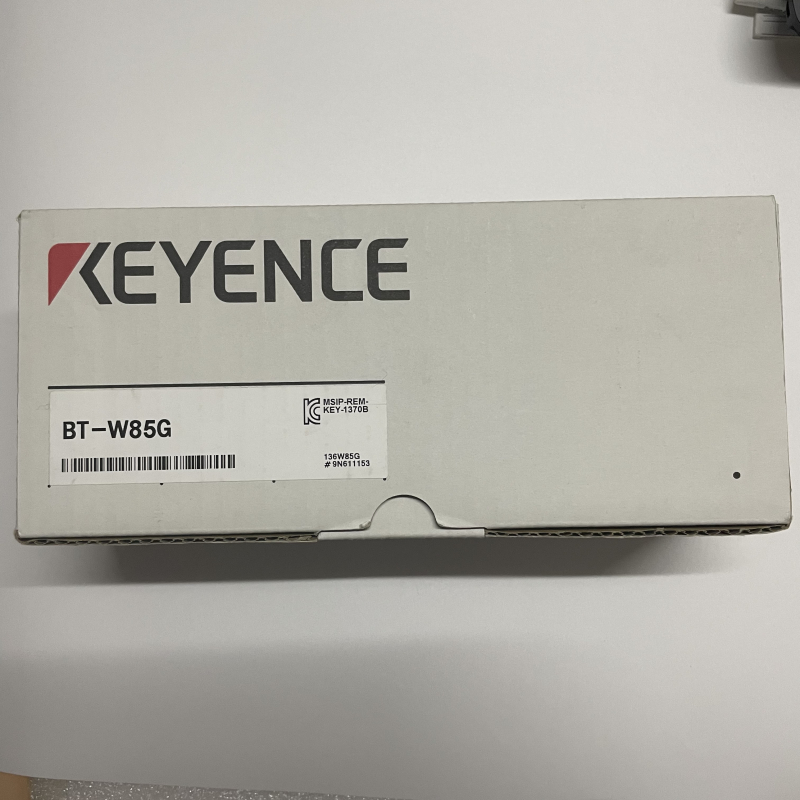 KEYENCE
MSIP-REM-
KEY-1370B
BT-W85G
136W85G
#9N611153